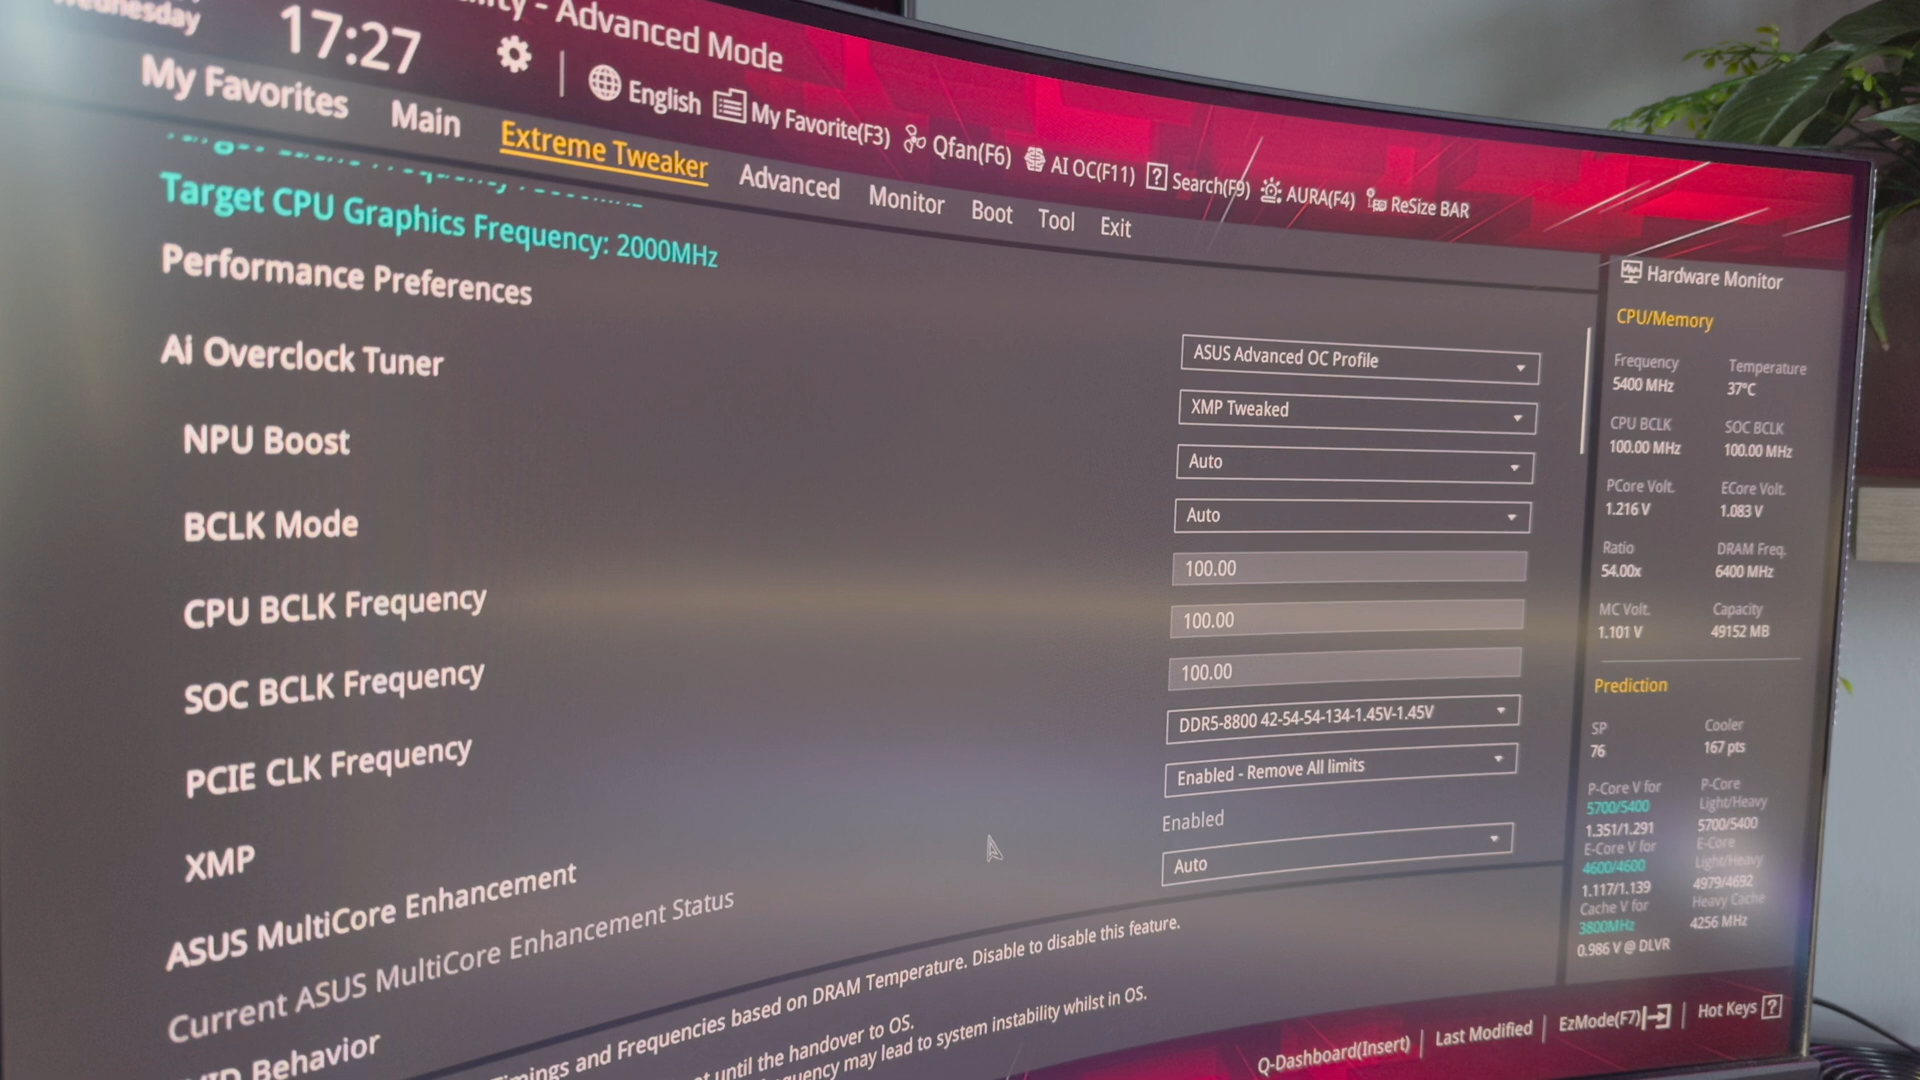 - Advanced Mode
17:27
English
My Favorite(F3)
Qfan(F6)
AI OC(F11)
Search(F9)
AURA(F4)
ReSize BAR
My Favorites
Main
Extreme Tweaker
Advanced
Monitor
Boot
Tool
Exit
Target CPU Graphics Frequency: 2000MHz
Performance Preferences
ASUS Advanced OC Profile
Ai Overclock Tuner
XMP Tweaked
NPU Boost
Auto
BCLK Mode
Auto
CPU BCLK Frequency
100.00
SOC BCLK Frequency
100.00
PCIE CLK Frequency
100.00
XMP
DDR5-8800 42-54-54-134-1.45V-1.45V
ASUS MultiCore Enhancement
Enabled - Remove All limits
Current ASUS MultiCore Enhancement Status
Enabled
Behavior
Auto
and Frequencies based on DRAM Temperature. Disable to disable this feature.
until the handover to OS.
may lead to system instability whilst in OS.
Hardware Monitor
CPU/Memory
Frequency
Temperature
5400 MHz
37°C
CPU BCLK
SOC BCLK
100.00 MHz
100.00 MHz
PCore Volt.
ECore Volt.
1.216 V
1.083 V
Ratio
DRAM Freq.
54.00x
6400 MHz
MC Volt.
Capacity
1.101 V
49152 MB
Prediction
SP
Cooler
76
167 pts
P-Core V for
P-Core
5700/5400
Light/Heavy
1.351/1.291
5700/5400
E-Core V for
E-Core
4600/4600
Light/Heavy
1.117/1.139
4979/4692
Cache V for
Heavy Cache
3800MHz
4256 MHz
0.986 V @ DLVR
Q-Dashboard(Insert)
Last Modified
EzMode(F7)
Hot Keys